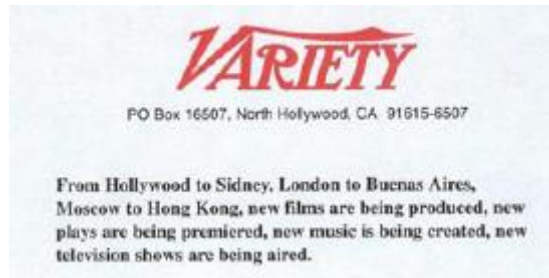 VARIETY
PO Box 16507, North Hollywood, CA 91615-6507
From Hollywood to Sidney, London to Buenas Aires,
Moscow to Hong Kong, new films are being produced, new
plays are being premiered, new music is being created, new
television shows are being aired.